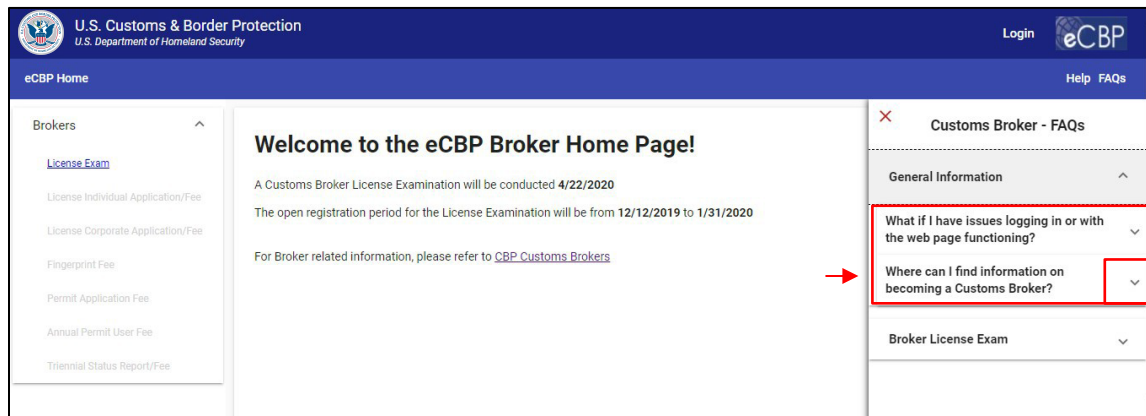 U.S. Customs & Border Protection
U.S. Department of Homeland Security
Login
eCBP
eCBP Home
Help FAQs
Brokers
License Exam
License Individual Application/Fee
License Corporate Application/Fee
Fingerprint Fee
Permit Application Fee
Annual Permit User Fee
Triennial Status Report/Fee
Welcome to the eCBP Broker Home Page!
A Customs Broker License Examination will be conducted 4/22/2020
The open registration period for the License Examination will be from 12/12/2019 to 1/31/2020
For Broker related information, please refer to CBP Customs Brokers
Customs Broker - FAQs
General Information
What if I have issues logging in or with
the web page functioning?
Where can I find information on
becoming a Customs Broker?
Broker License Exam